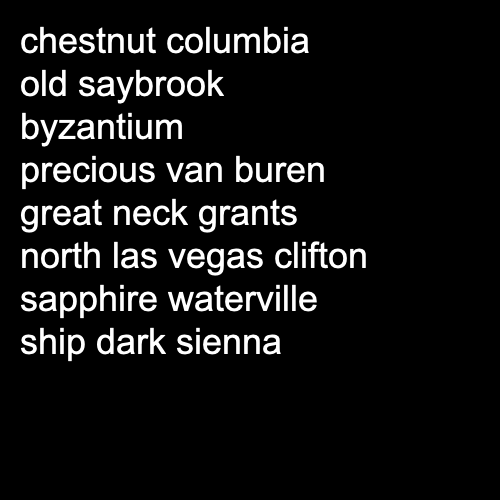 chestnut columbia
old saybrook
byzantium
precious van buren
great neck grants
north las vegas clifton
sapphire waterville
ship dark sienna